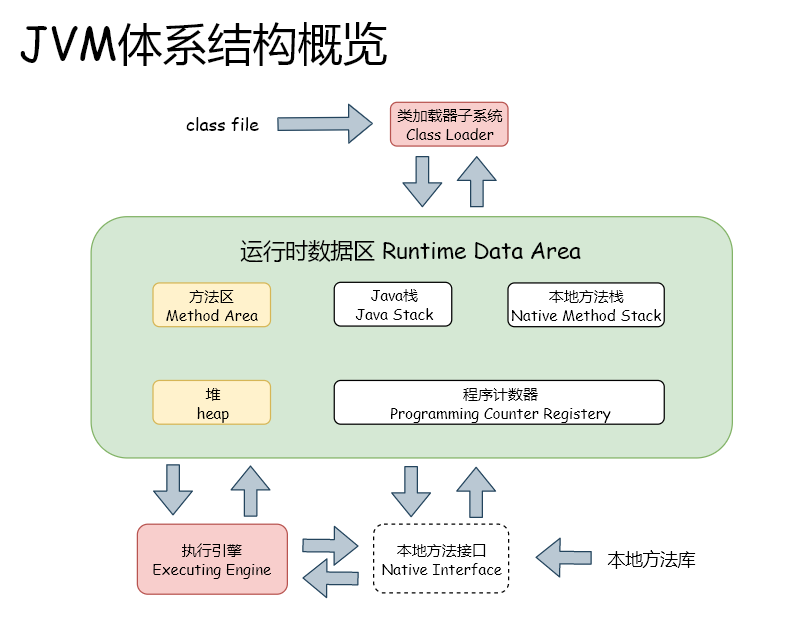 JVM体系结构概览
class file
类加载器子系统
Class Loader
运行时数据区 Runtime Data Area
方法区
Method Area
Java栈
Java Stack
本地方法栈
Native Method Stack
堆
heap
程序计数器
Programming Counter Registery
执行引擎
Executing Engine
本地方法接口
Native Interface
本地方法库